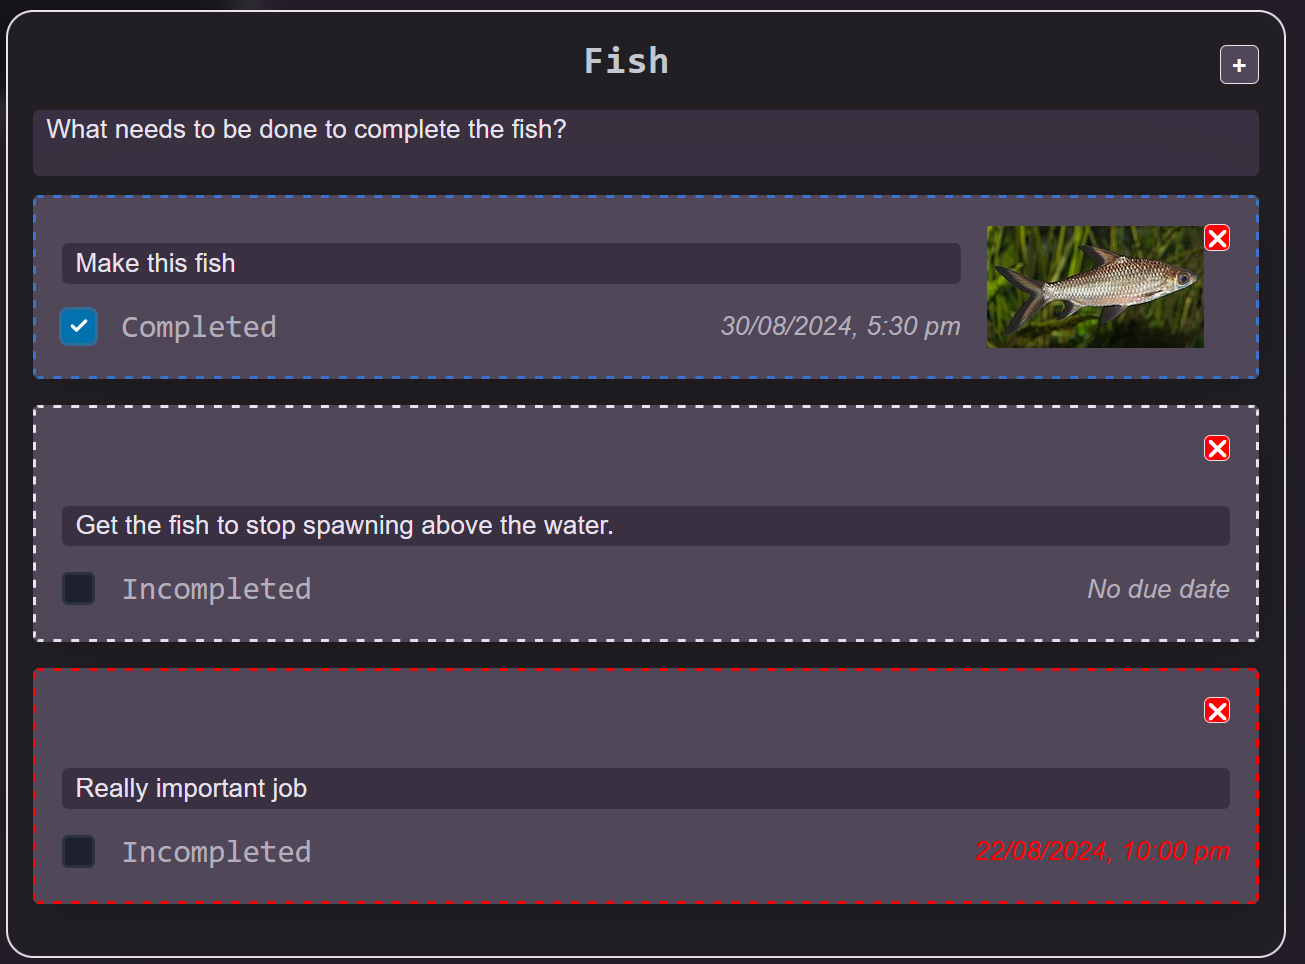 Fish
+
What needs to be done to complete the fish?
Make this fish
Completed
30/08/2024, 5:30 pm
Get the fish to stop spawning above the water.
Incompleted
No due date
Really important job
Incompleted
22/08/2024, 10:00 pm